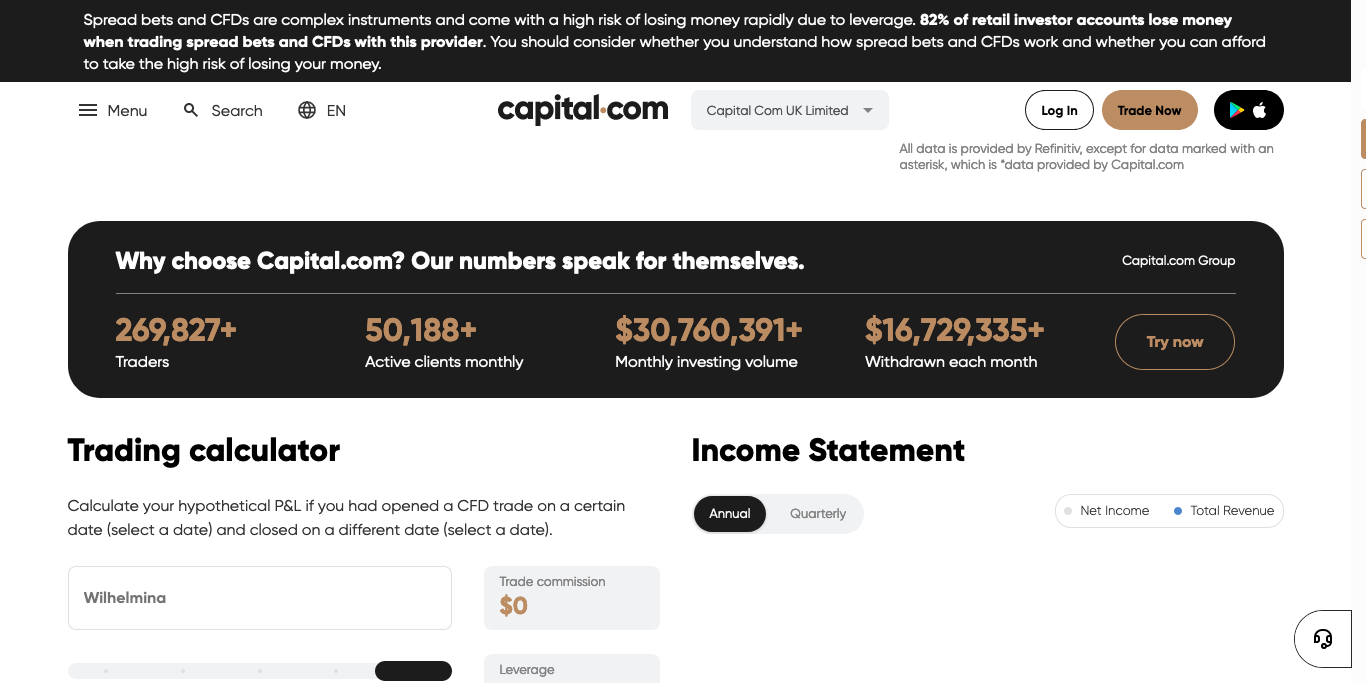 Spread bets and CFDs are complex instruments and come with a high risk of losing money rapidly due to leverage. 82% of retail investor accounts lose money
when trading spread bets and CFDs with this provider. You should consider whether you understand how spread bets and CFDs work and whether you can afford
to take the high risk of losing your money.
Menu Search EN capital.com Capital Com UK Limited Log In Trade Now
All data is provided by Refinitiv, except for data marked with an
asterisk, which is *data provided by Capital.com
Why choose Capital.com? Our numbers speak for themselves. Capital.com Group
269,827+ 50,188+ $30,760,391+ $16,729,335+
Traders Active clients monthly Monthly investing volume Withdrawn each month
Try now
Trading calculator
Calculate your hypothetical P&L if you had opened a CFD trade on a certain
date (select a date) and closed on a different date (select a date).
Wilhelmina
Trade commission
$0
Leverage
Income Statement
Annual Quarterly
Net Income Total Revenue